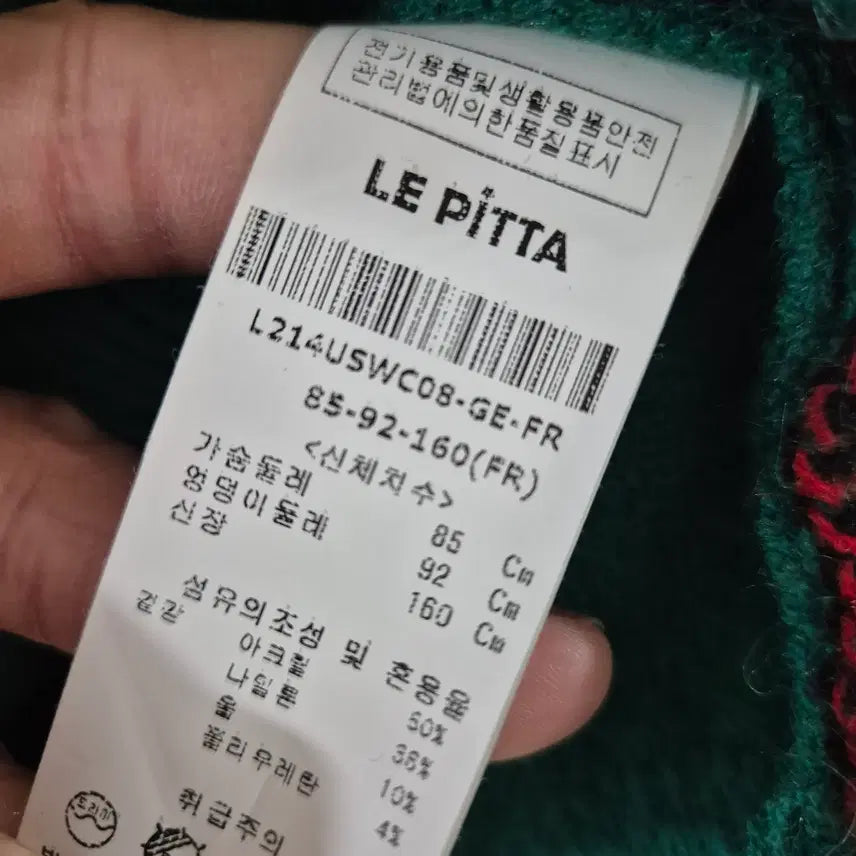 전기용품및생활용품안전
관리법에의한품질표시
LE PiTTA
L214USWC08-GE-FR
85-92-160(FR)
<신체치수>
가슴둘레 85 Cm
엉덩이둘레 92 Cm
신장 160 Cm
섬유의조성 및 혼용율
겉감
아크릴 50%
나일론 36%
울 10%
폴리우레탄 4%
취급주의
드라이